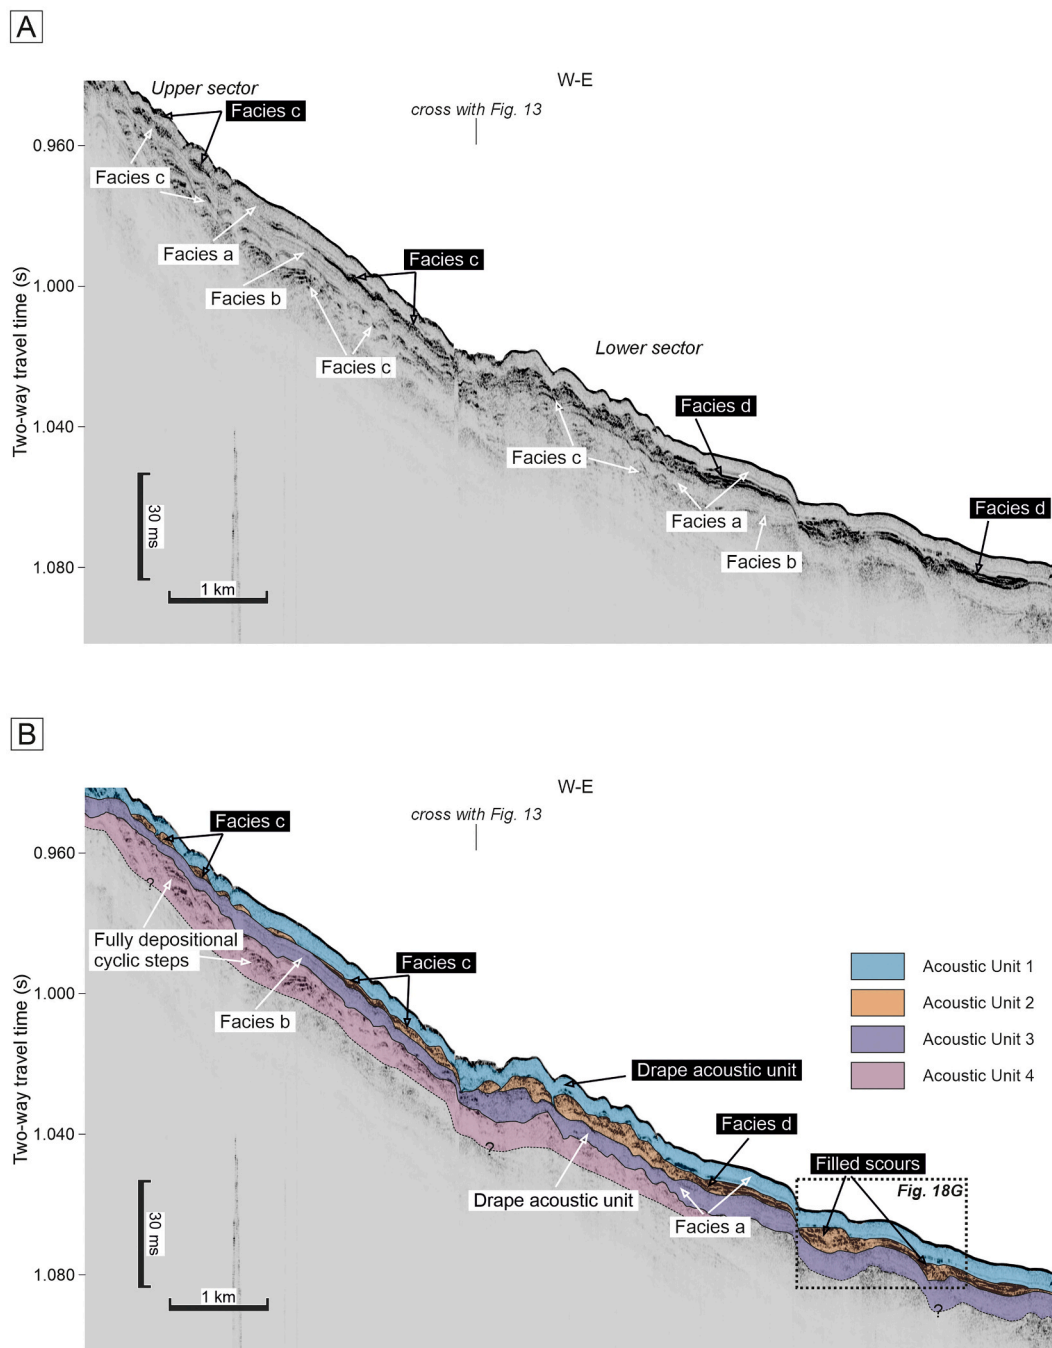 A
W-E
Upper sector
cross with Fig. 13
Facies c
0.960
Facies c
Facies a
Facies c
1.000
Facies b
Two-way travel time (s)
Lower sector
Facies c
Facies d
1.040
Facies c
30 ms
Facies d
Facies a
Facies b
1.080
1 km
B
W-E
cross with Fig. 13
Facies c
0.960
?
Fully depositional
cyclic steps
Facies c
Acoustic Unit 1
1.000
Acoustic Unit 2
Facies b
Two-way travel time (s)
Acoustic Unit 3
Drape acoustic unit
Acoustic Unit 4
Facies d
1.040
?
Filled scours
Fig. 18G
Drape acoustic unit
Facies a
30 ms
1.080
1 km
?